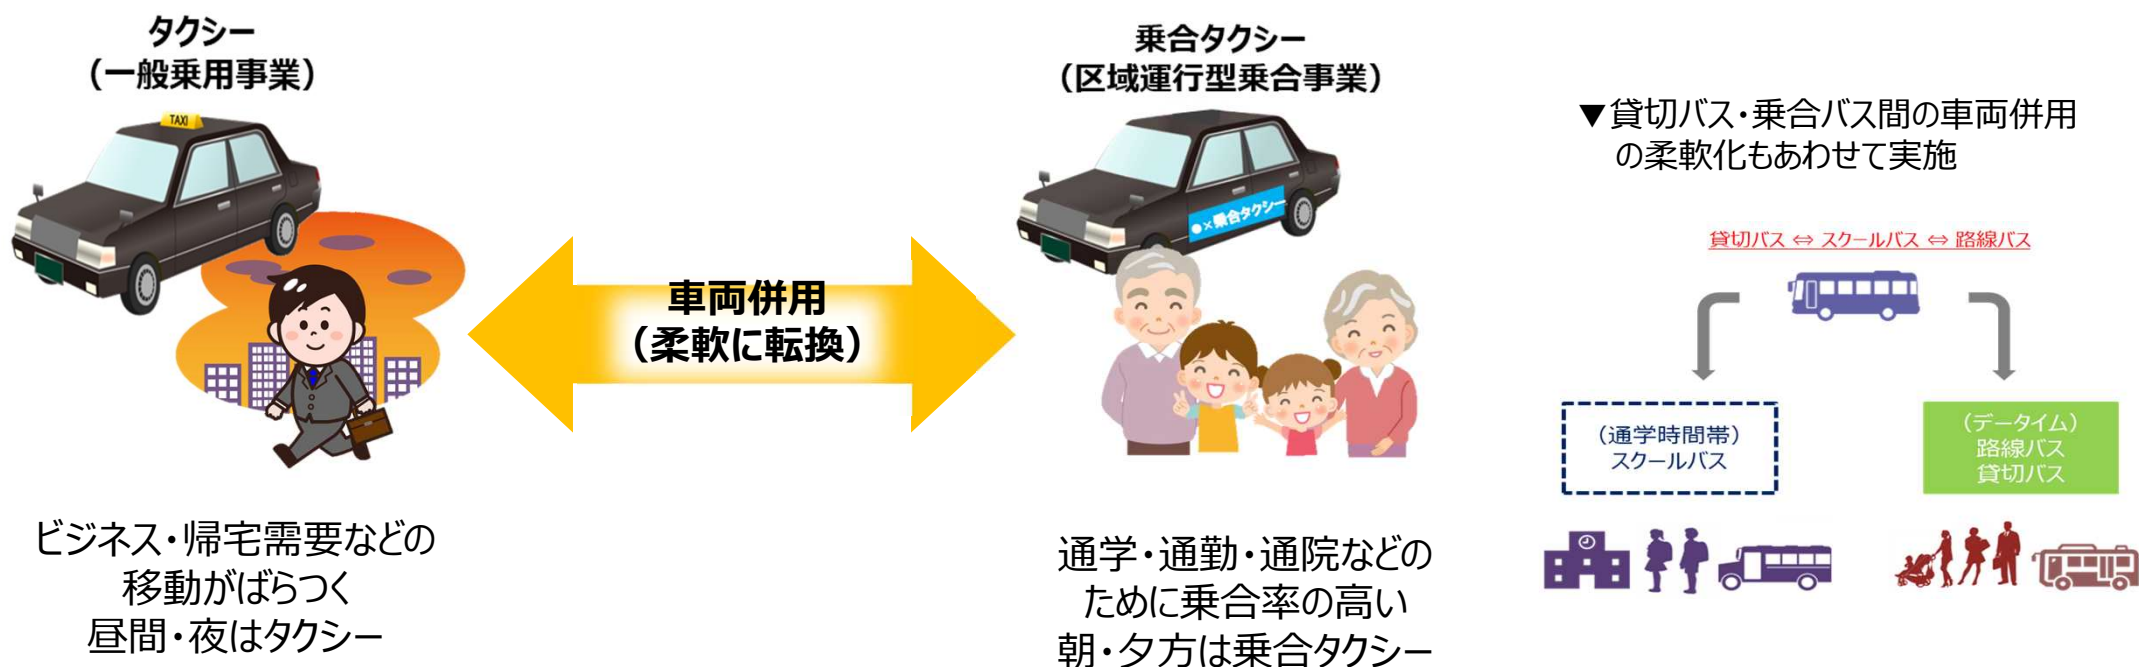 タクシー
（一般乗用事業）
TAXI
ビジネス・帰宅需要などの
移動がばらつく
昼間・夜はタクシー
車両併用
（柔軟に転換）
乗合タクシー
（区域運行型乗合事業）
●×乗合タクシー
通学・通勤・通院などの
ために乗合率の高い
朝・夕方は乗合タクシー
▼貸切バス・乗合バス間の車両併用
の柔軟化もあわせて実施
貸切バス ⇔ スクールバス ⇔ 路線バス
（通学時間帯）
スクールバス
（データイム）
路線バス
貸切バス